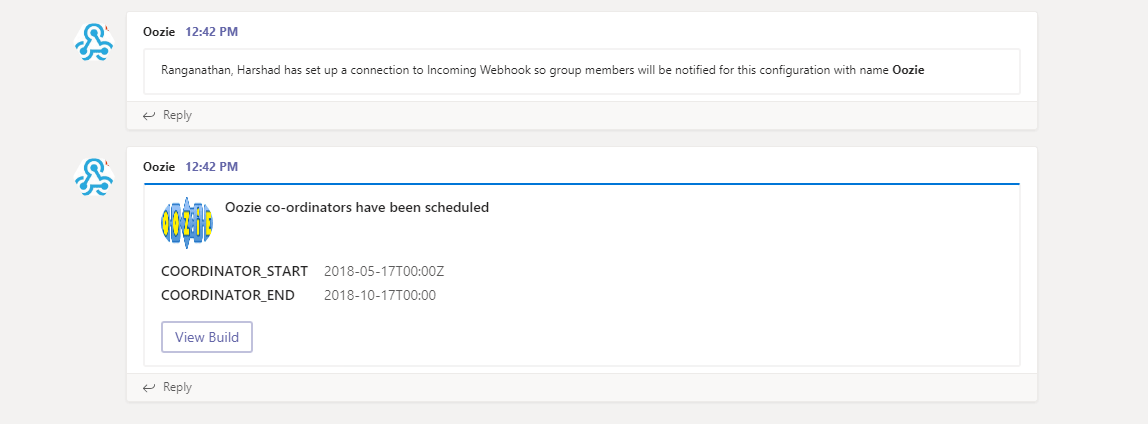 Oozie 12:42 PM
Ranganathan, Harshad has set up a connection to Incoming Webhook so group members will be notified for this configuration with name Oozie
Reply
Oozie 12:42 PM
OOZiE
Oozie co-ordinators have been scheduled
COORDINATOR_START 2018-05-17T00:00Z
COORDINATOR_END 2018-10-17T00:00
View Build
Reply